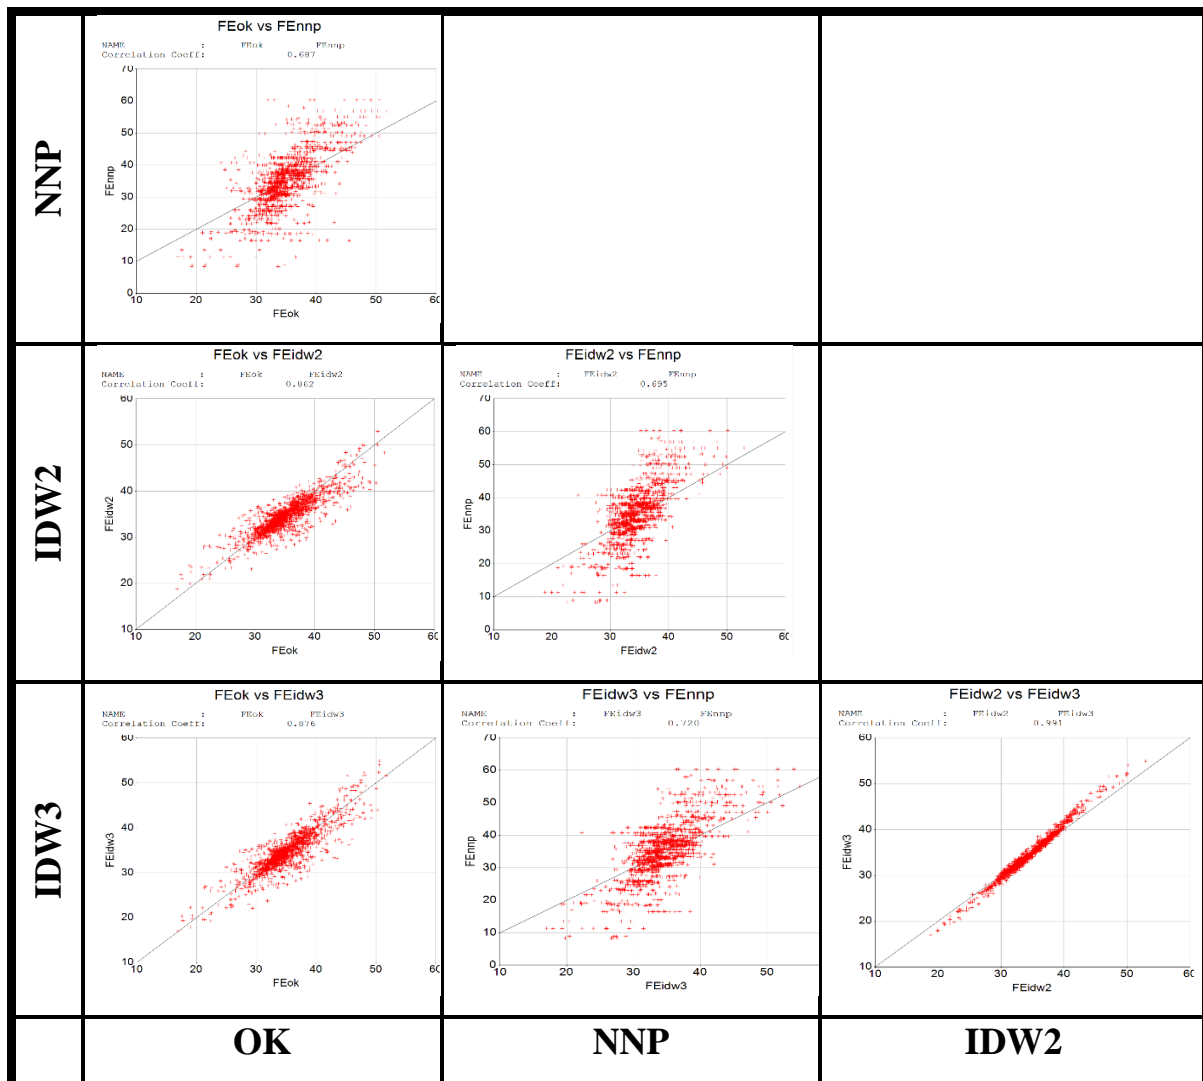 NNP
FEok vs FEnnp
NAME : FEok FEnnp
Correlation Coeff: 0.687
70
60
50
40
30
20
10
0
FEnnp
10 20 30 40 50 60
FEok
IDW2
FEok vs FEidw2
NAME : FEok FEidw2
Correlation Coeff: 0.862
60
50
40
30
20
10
FEidw2
10 20 30 40 50 60
FEok
FEidw2 vs FEnnp
NAME : FEidw2 FEnnp
Correlation Coeff: 0.695
70
60
50
40
30
20
10
0
FEnnp
10 20 30 40 50 60
FEidw2
IDW3
FEok vs FEidw3
NAME : FEok FEidw3
Correlation Coeff: 0.876
60
50
40
30
20
10
FEidw3
10 20 30 40 50 60
FEok
FEidw3 vs FEnnp
NAME : FEidw3 FEnnp
Correlation Coeff: 0.720
70
60
50
40
30
20
10
0
FEnnp
10 20 30 40 50
FEidw3
FEidw2 vs FEidw3
NAME : FEidw2 FEidw3
Correlation Coeff: 0.991
60
50
40
30
20
10
FEidw3
10 20 30 40 50 60
FEidw2
OK NNP IDW2